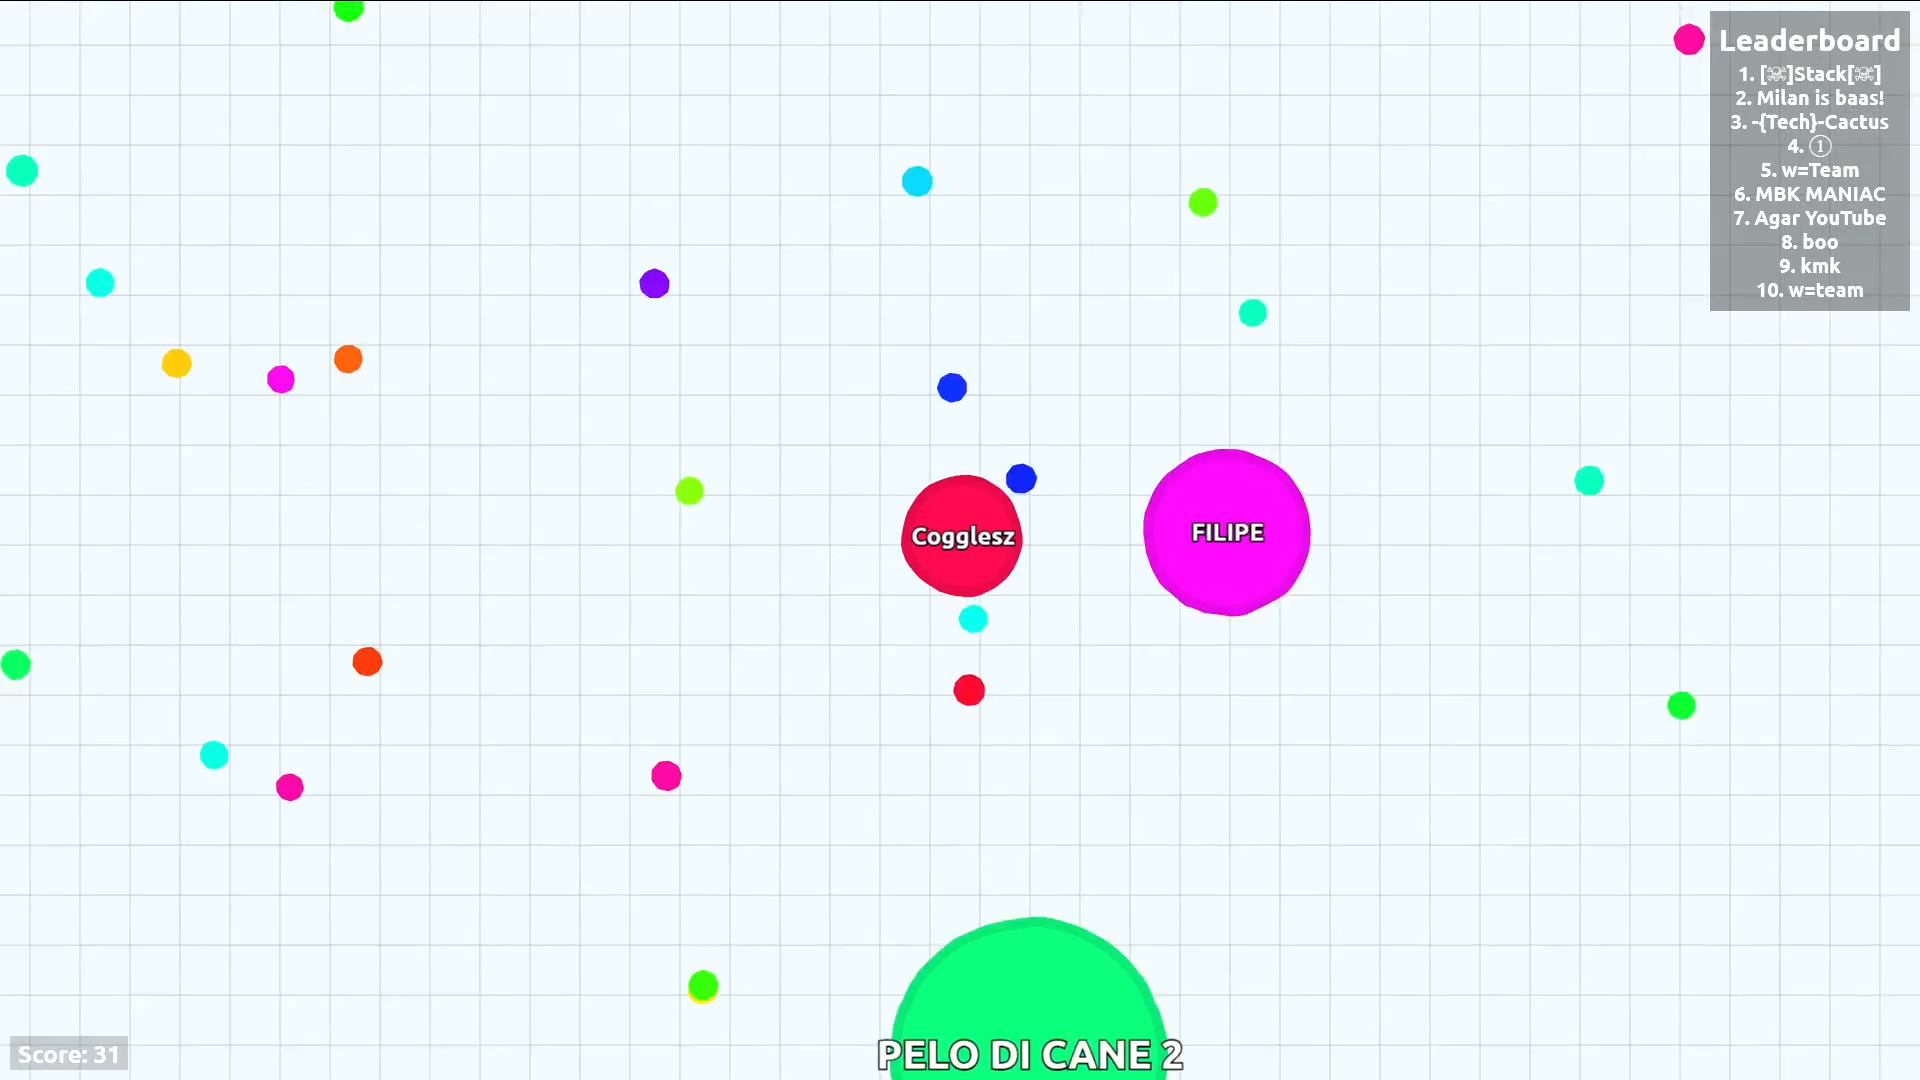 Leaderboard
1. [☠]Stack[☠]
2. Milan is baas!
3. -{Tech}-Cactus
4. ①
5. w=Team
6. MBK MANIAC
7. Agar YouTube
8. boo
9. kmk
10. w=team
Cogglesz
FILIPE
PELO DI CANE 2
Score: 31